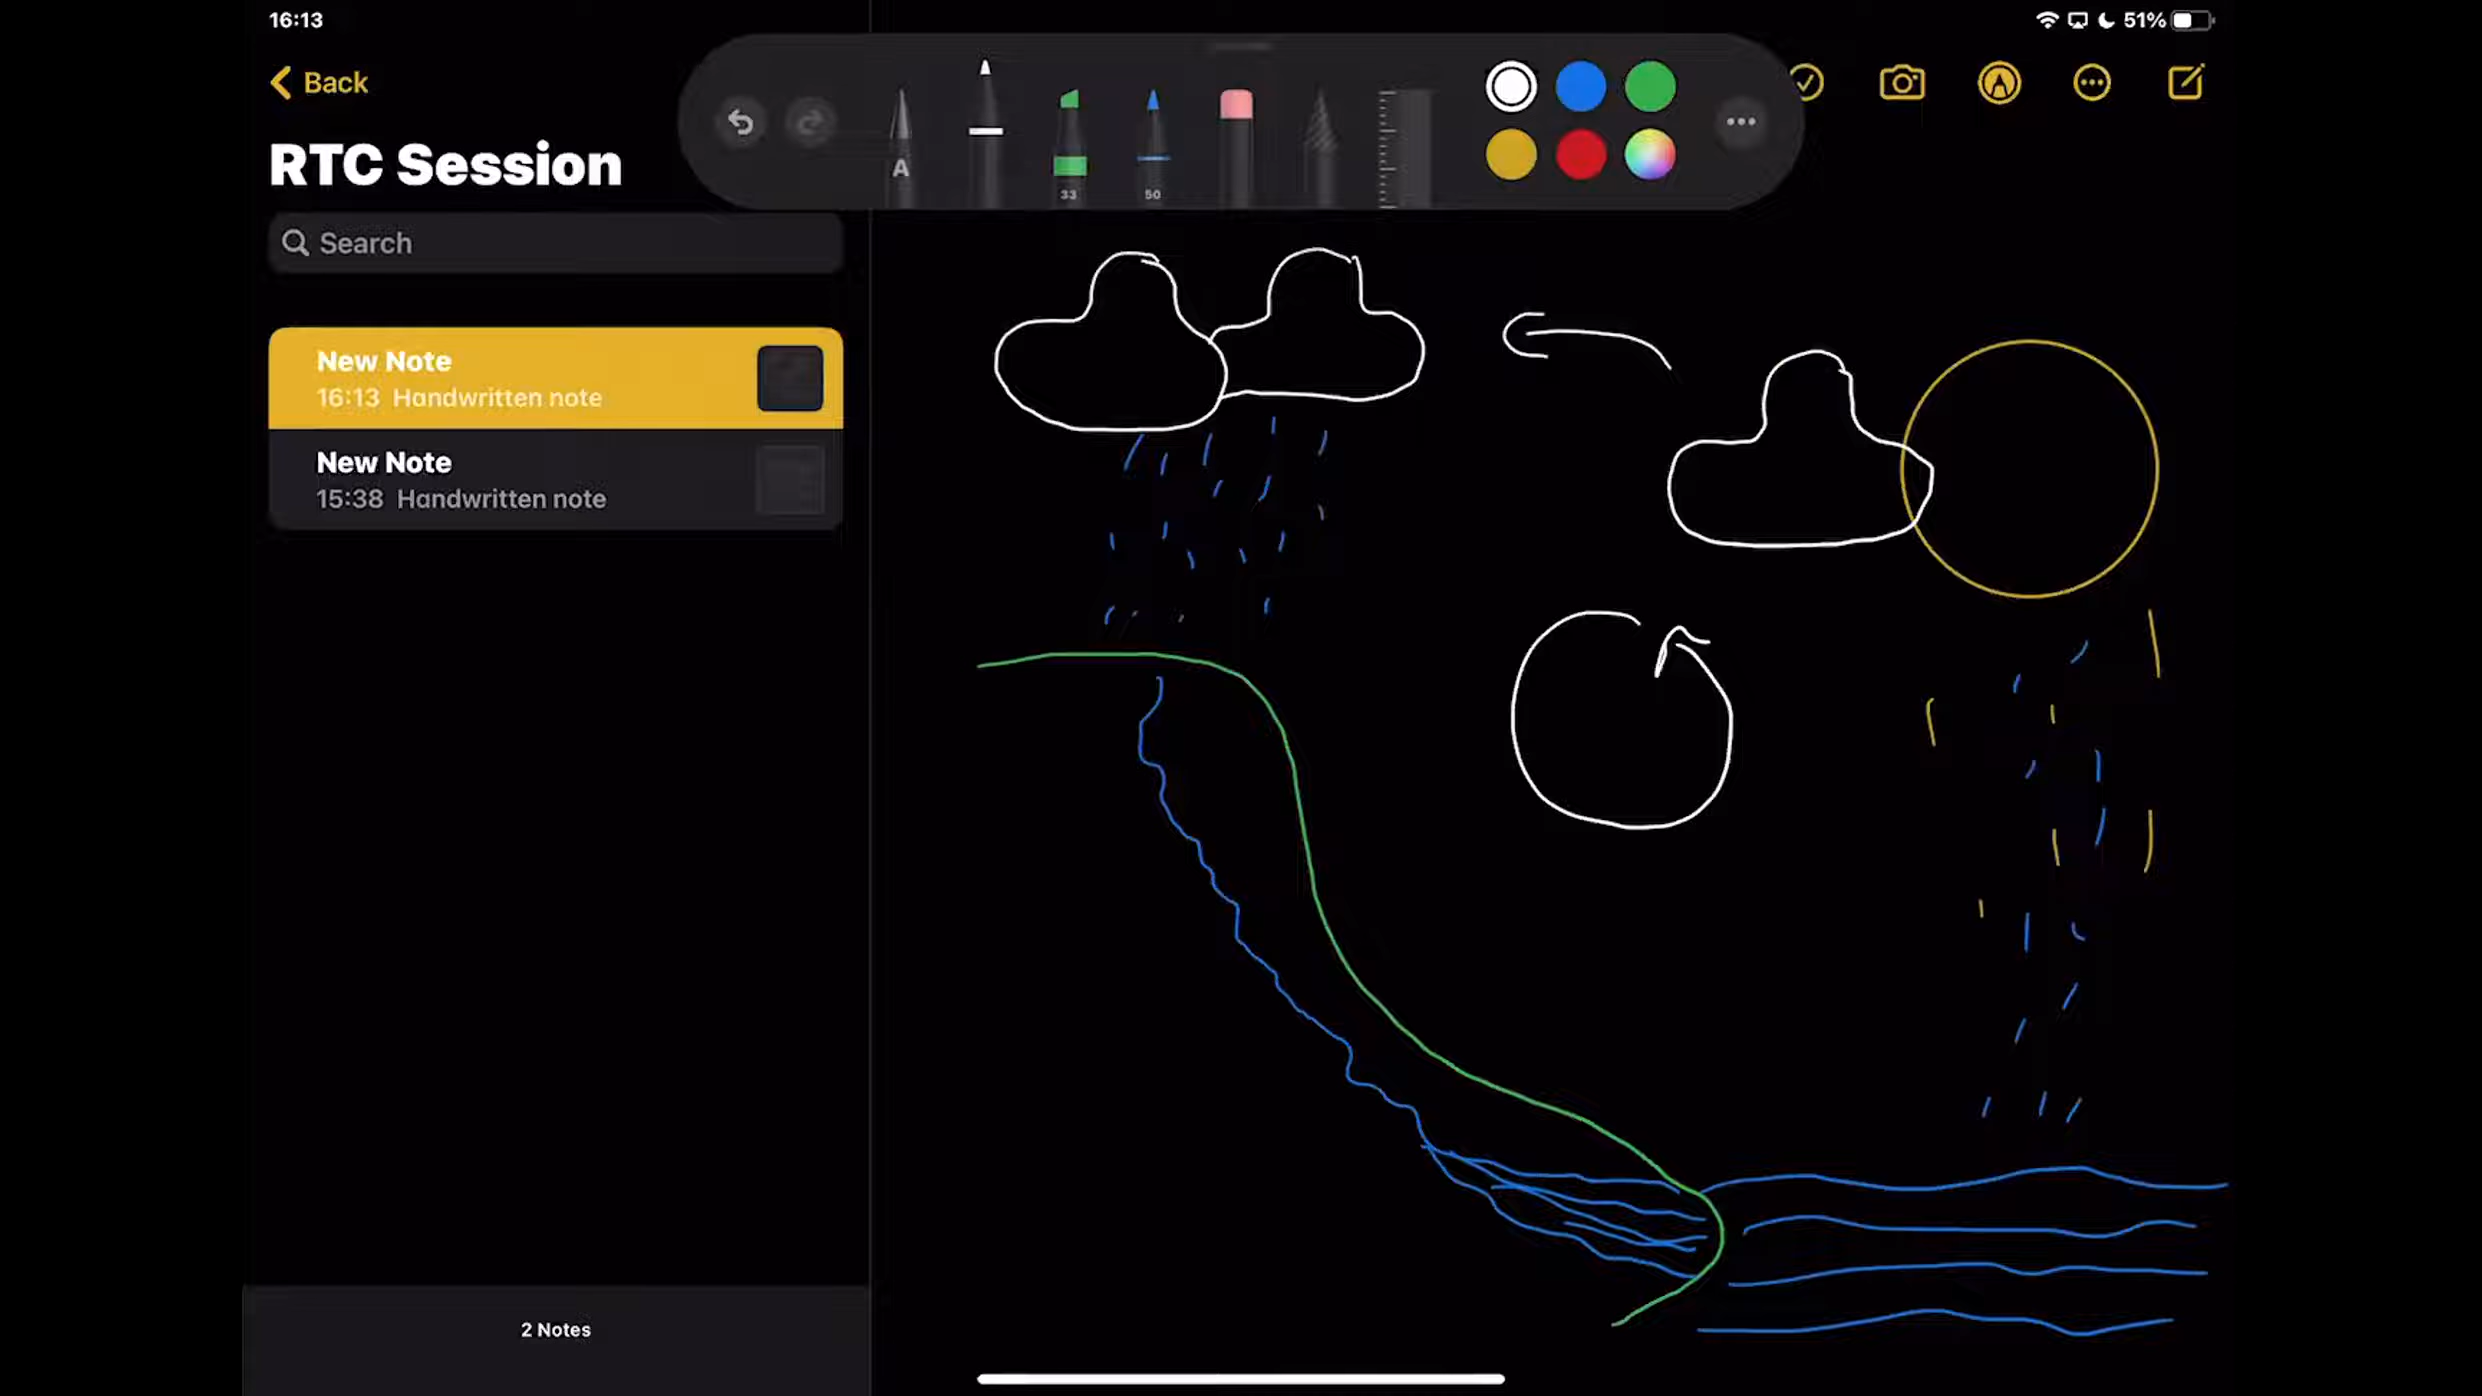 16:13
51%
Back
RTC Session
A
33
50
Search
New Note
16:13 Handwritten note
New Note
15:38 Handwritten note
2 Notes